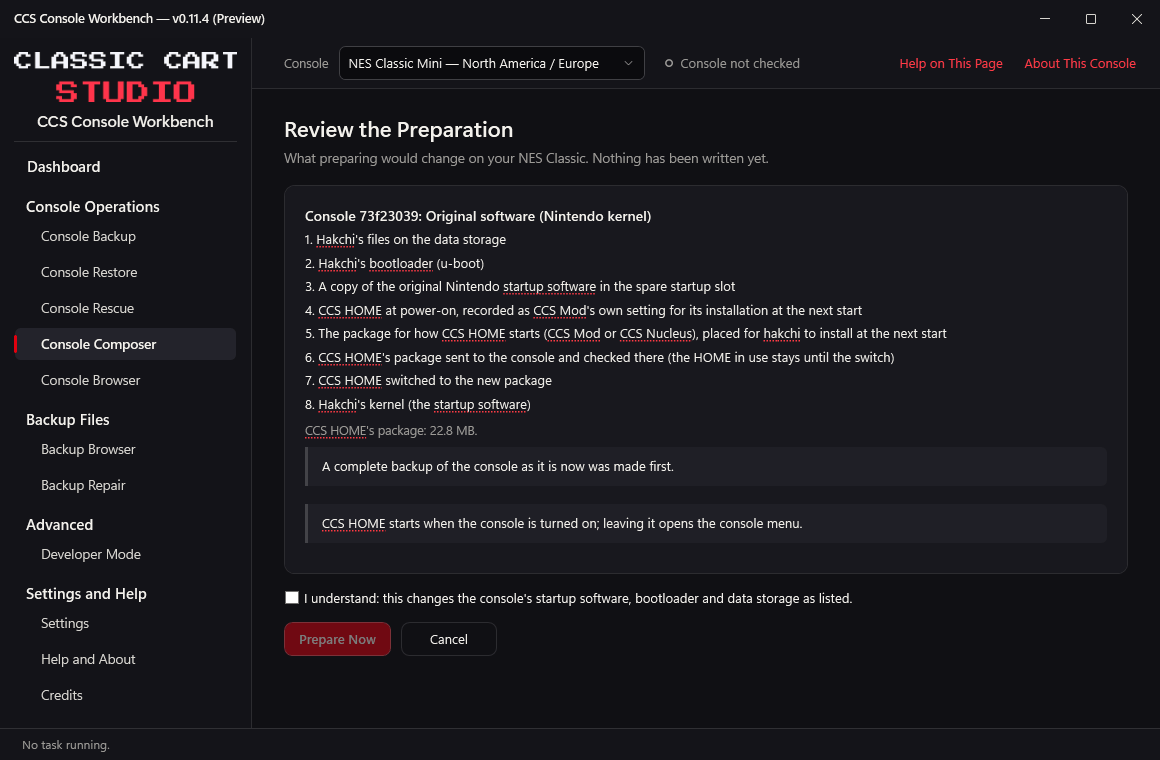 CCS Console Workbench — v0.11.4 (Preview)
CLASSIC CART
STUDIO
CCS Console Workbench
Dashboard
Console Operations
Console Backup
Console Restore
Console Rescue
Console Composer
Console Browser
Backup Files
Backup Browser
Backup Repair
Advanced
Developer Mode
Settings and Help
Settings
Help and About
Credits
Console
NES Classic Mini — North America / Europe
Console not checked
Help on This Page
About This Console
Review the Preparation
What preparing would change on your NES Classic. Nothing has been written yet.
Console 73f23039: Original software (Nintendo kernel)
1. Hakchi's files on the data storage
2. Hakchi's bootloader (u-boot)
3. A copy of the original Nintendo startup software in the spare startup slot
4. CCS HOME at power-on, recorded as CCS Mod's own setting for its installation at the next start
5. The package for how CCS HOME starts (CCS Mod or CCS Nucleus), placed for hakchi to install at the next start
6. CCS HOME's package sent to the console and checked there (the HOME in use stays until the switch)
7. CCS HOME switched to the new package
8. Hakchi's kernel (the startup software)
CCS HOME's package: 22.8 MB.
A complete backup of the console as it is now was made first.
CCS HOME starts when the console is turned on; leaving it opens the console menu.
I understand: this changes the console's startup software, bootloader and data storage as listed.
Prepare Now
Cancel
No task running.